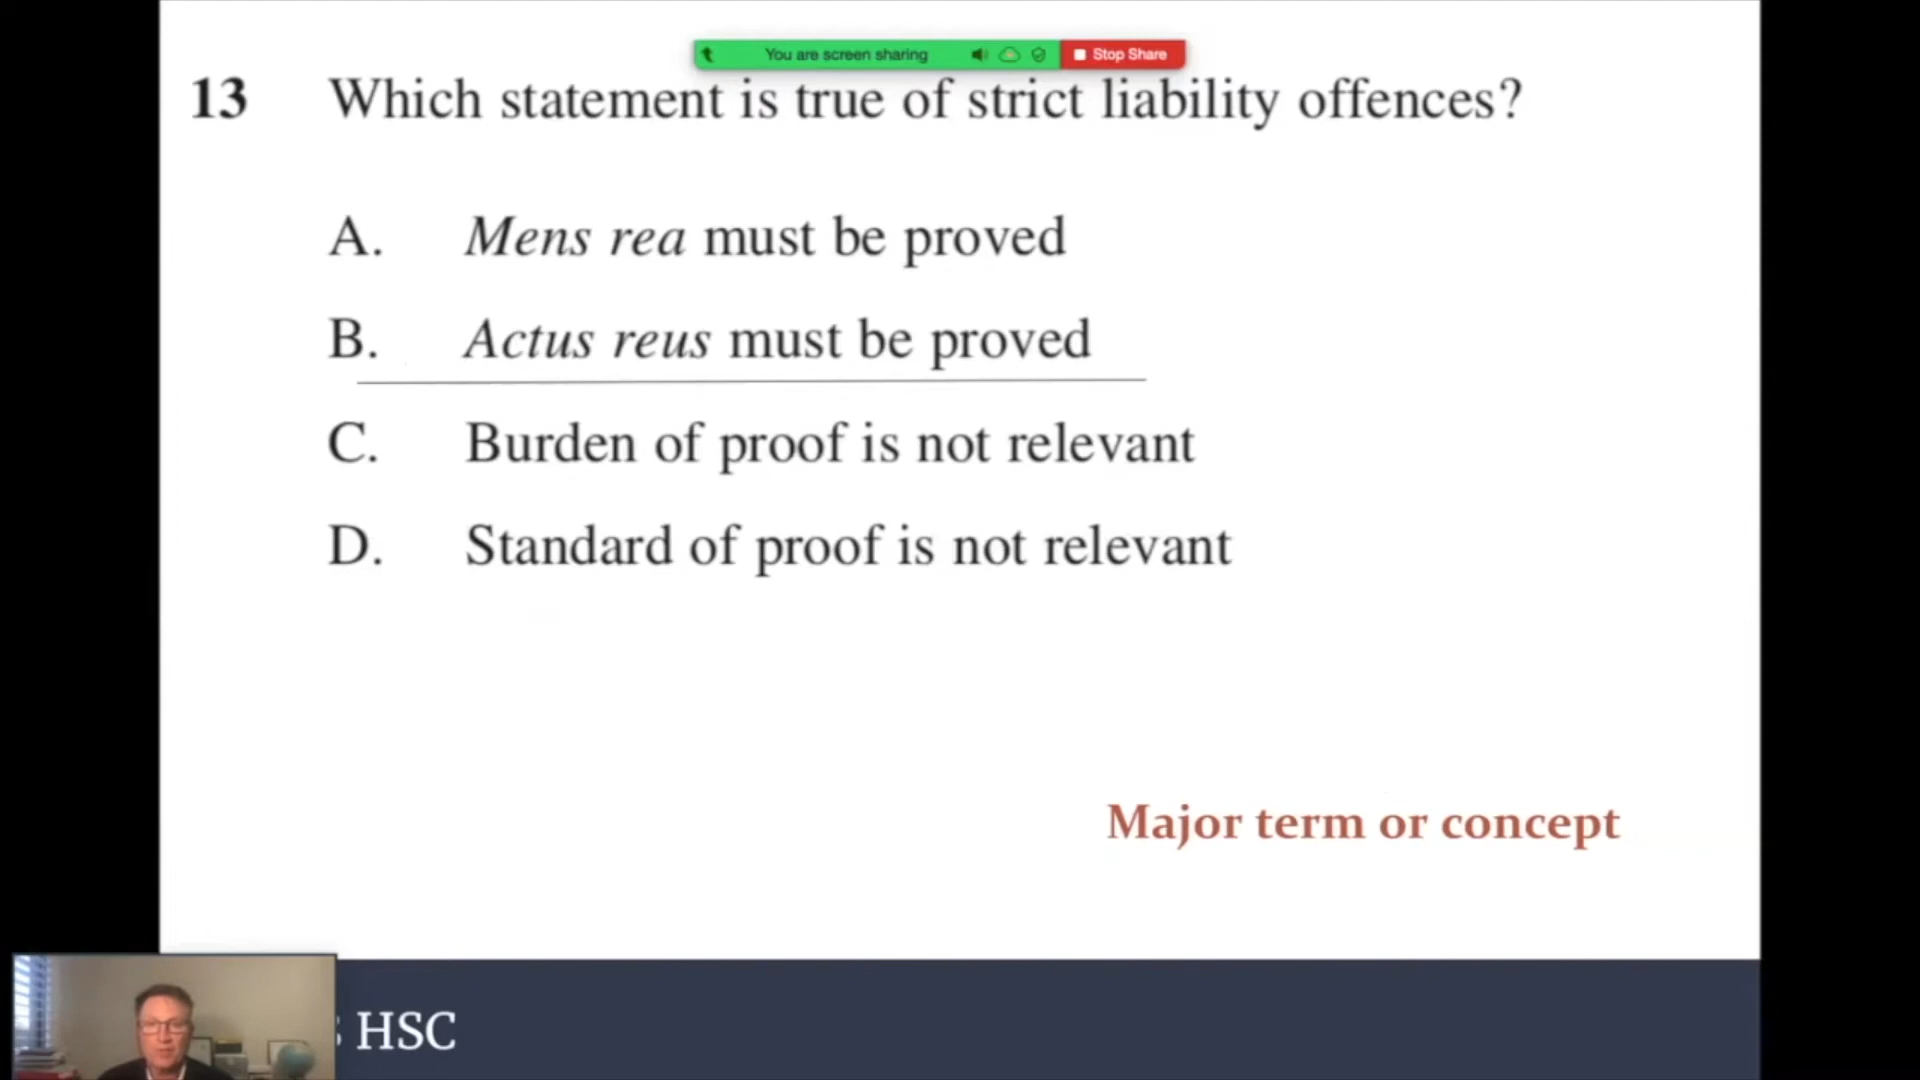 You are screen sharing Stop Share
13 Which statement is true of strict liability offences?
A. Mens rea must be proved
B. Actus reus must be proved
C. Burden of proof is not relevant
D. Standard of proof is not relevant
Major term or concept
HSC